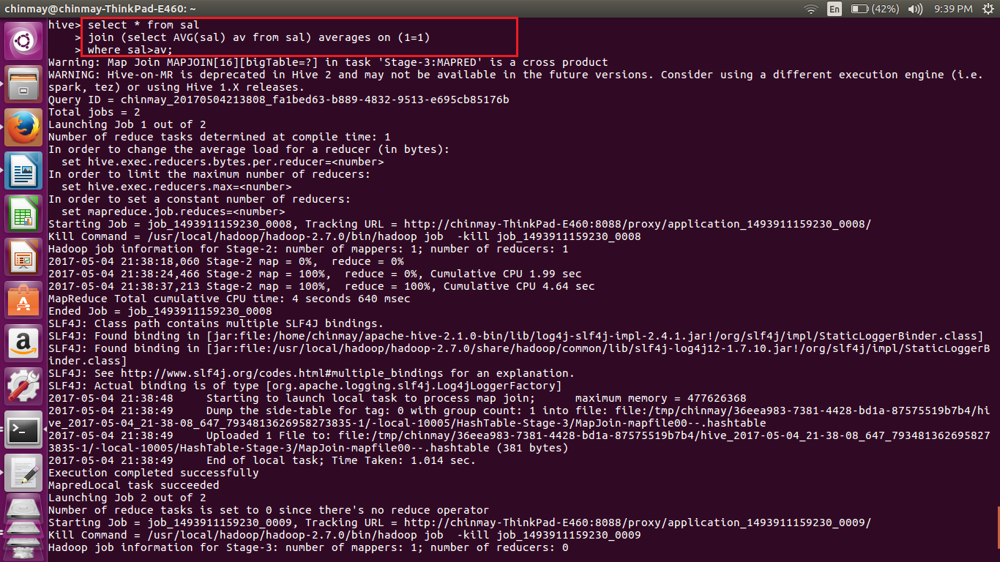 chinmay@chinmay-ThinkPad-E460: ~
En
(42%)
9:39 PM
hive> select * from sal
    > join (select AVG(sal) av from sal) averages on (1=1)
    > where sal>av;
Warning: Map Join MAPJOIN[16][bigTable=?] in task 'Stage-3:MAPRED' is a cross product
WARNING: Hive-on-MR is deprecated in Hive 2 and may not be available in the future versions. Consider using a different execution engine (i.e.
spark, tez) or using Hive 1.X releases.
Query ID = chinmay_20170504213808_fa1bed63-b889-4832-9513-e695cb85176b
Total jobs = 2
Launching Job 1 out of 2
Number of reduce tasks determined at compile time: 1
In order to change the average load for a reducer (in bytes):
  set hive.exec.reducers.bytes.per.reducer=<number>
In order to limit the maximum number of reducers:
  set hive.exec.reducers.max=<number>
In order to set a constant number of reducers:
  set mapreduce.job.reduces=<number>
Starting Job = job_1493911159230_0008, Tracking URL = http://chinmay-ThinkPad-E460:8088/proxy/application_1493911159230_0008/
Kill Command = /usr/local/hadoop/hadoop-2.7.0/bin/hadoop job  -kill job_1493911159230_0008
Hadoop job information for Stage-2: number of mappers: 1; number of reducers: 1
2017-05-04 21:38:18,060 Stage-2 map = 0%,  reduce = 0%
2017-05-04 21:38:24,466 Stage-2 map = 100%,  reduce = 0%, Cumulative CPU 1.99 sec
2017-05-04 21:38:37,213 Stage-2 map = 100%,  reduce = 100%, Cumulative CPU 4.64 sec
MapReduce Total cumulative CPU time: 4 seconds 640 msec
Ended Job = job_1493911159230_0008
SLF4J: Class path contains multiple SLF4J bindings.
SLF4J: Found binding in [jar:file:/home/chinmay/apache-hive-2.1.0-bin/lib/log4j-slf4j-impl-2.4.1.jar!/org/slf4j/impl/StaticLoggerBinder.class]
SLF4J: Found binding in [jar:file:/usr/local/hadoop/hadoop-2.7.0/share/hadoop/common/lib/slf4j-log4j12-1.7.10.jar!/org/slf4j/impl/StaticLoggerB
inder.class]
SLF4J: See http://www.slf4j.org/codes.html#multiple_bindings for an explanation.
SLF4J: Actual binding is of type [org.apache.logging.slf4j.Log4jLoggerFactory]
2017-05-04 21:38:48     Starting to launch local task to process map join;      maximum memory = 477626368
2017-05-04 21:38:49     Dump the side-table for tag: 0 with group count: 1 into file: file:/tmp/chinmay/36eea983-7381-4428-bd1a-87575519b7b4/hi
ve_2017-05-04_21-38-08_647_7934813626958273835-1/-local-10005/HashTable-Stage-3/MapJoin-mapfile00--.hashtable
2017-05-04 21:38:49     Uploaded 1 File to: file:/tmp/chinmay/36eea983-7381-4428-bd1a-87575519b7b4/hive_2017-05-04_21-38-08_647_793481362695827
3835-1/-local-10005/HashTable-Stage-3/MapJoin-mapfile00--.hashtable (381 bytes)
2017-05-04 21:38:49     End of local task; Time Taken: 1.014 sec.
Execution completed successfully
MapredLocal task succeeded
Launching Job 2 out of 2
Number of reduce tasks is set to 0 since there's no reduce operator
Starting Job = job_1493911159230_0009, Tracking URL = http://chinmay-ThinkPad-E460:8088/proxy/application_1493911159230_0009/
Kill Command = /usr/local/hadoop/hadoop-2.7.0/bin/hadoop job  -kill job_1493911159230_0009
Hadoop job information for Stage-3: number of mappers: 1; number of reducers: 0